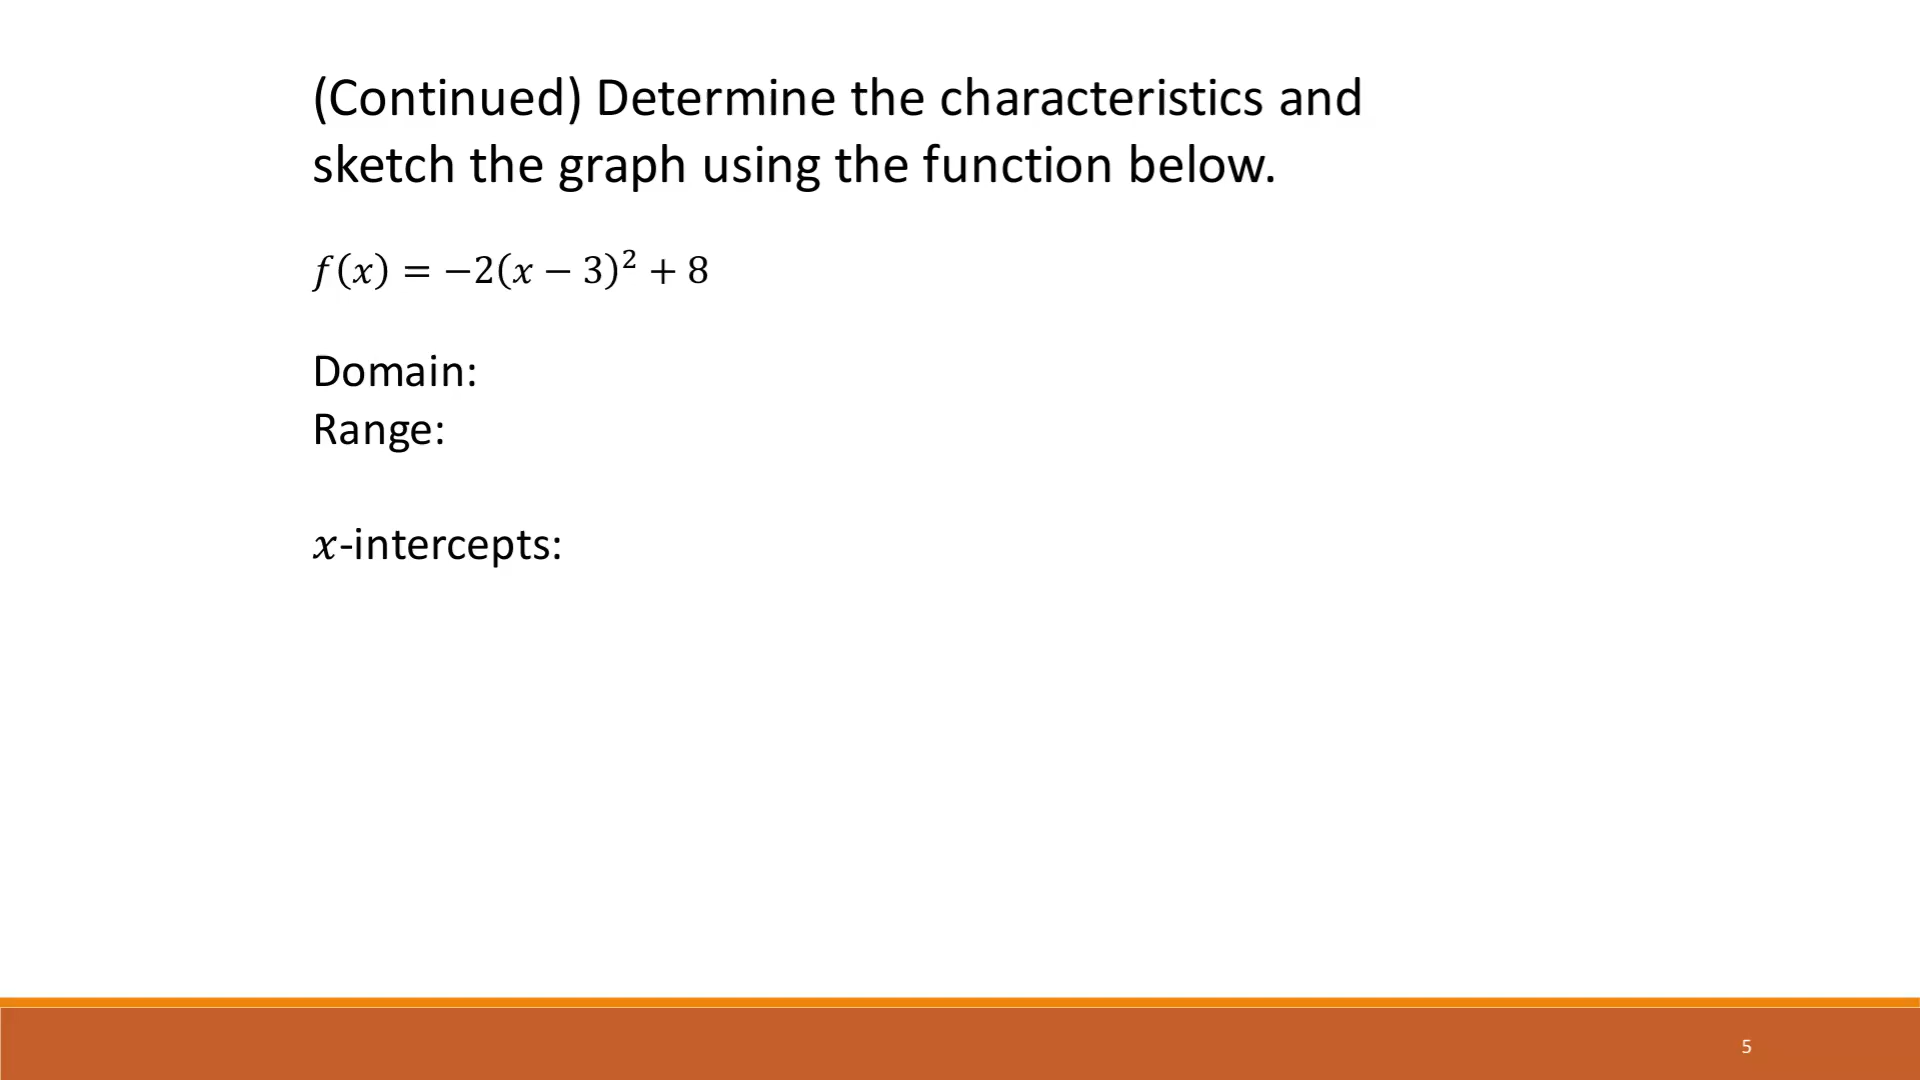 (Continued) Determine the characteristics and
sketch the graph using the function below.
𝑓(𝑥) = −2(𝑥 − 3)² + 8
Domain:
Range:
𝑥-intercepts:
5